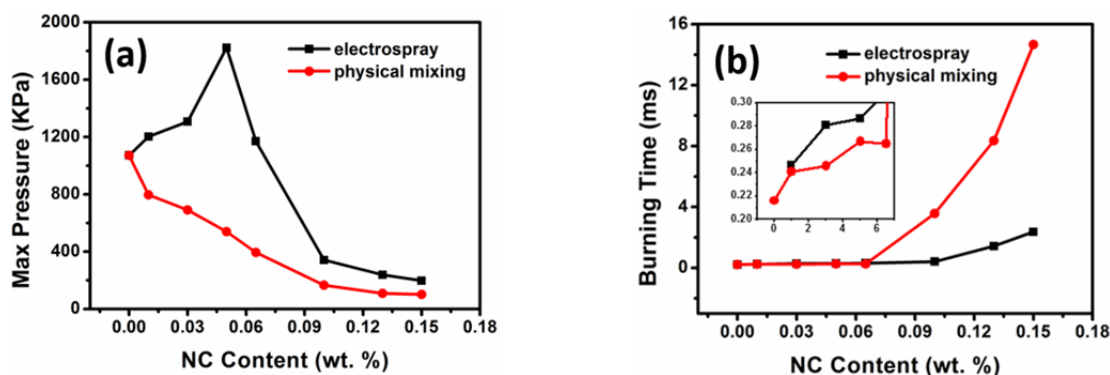 (a)
electrospray
physical mixing
Max Pressure (KPa)
2000
1600
1200
800
400
0
0.00 0.03 0.06 0.09 0.12 0.15 0.18
NC Content (wt. %)
(b)
electrospray
physical mixing
Burning Time (ms)
16
12
8
4
0
0.30
0.28
0.26
0.24
0.22
0.20
0 2 4 6
0.00 0.03 0.06 0.09 0.12 0.15 0.18
NC Content (wt. %)